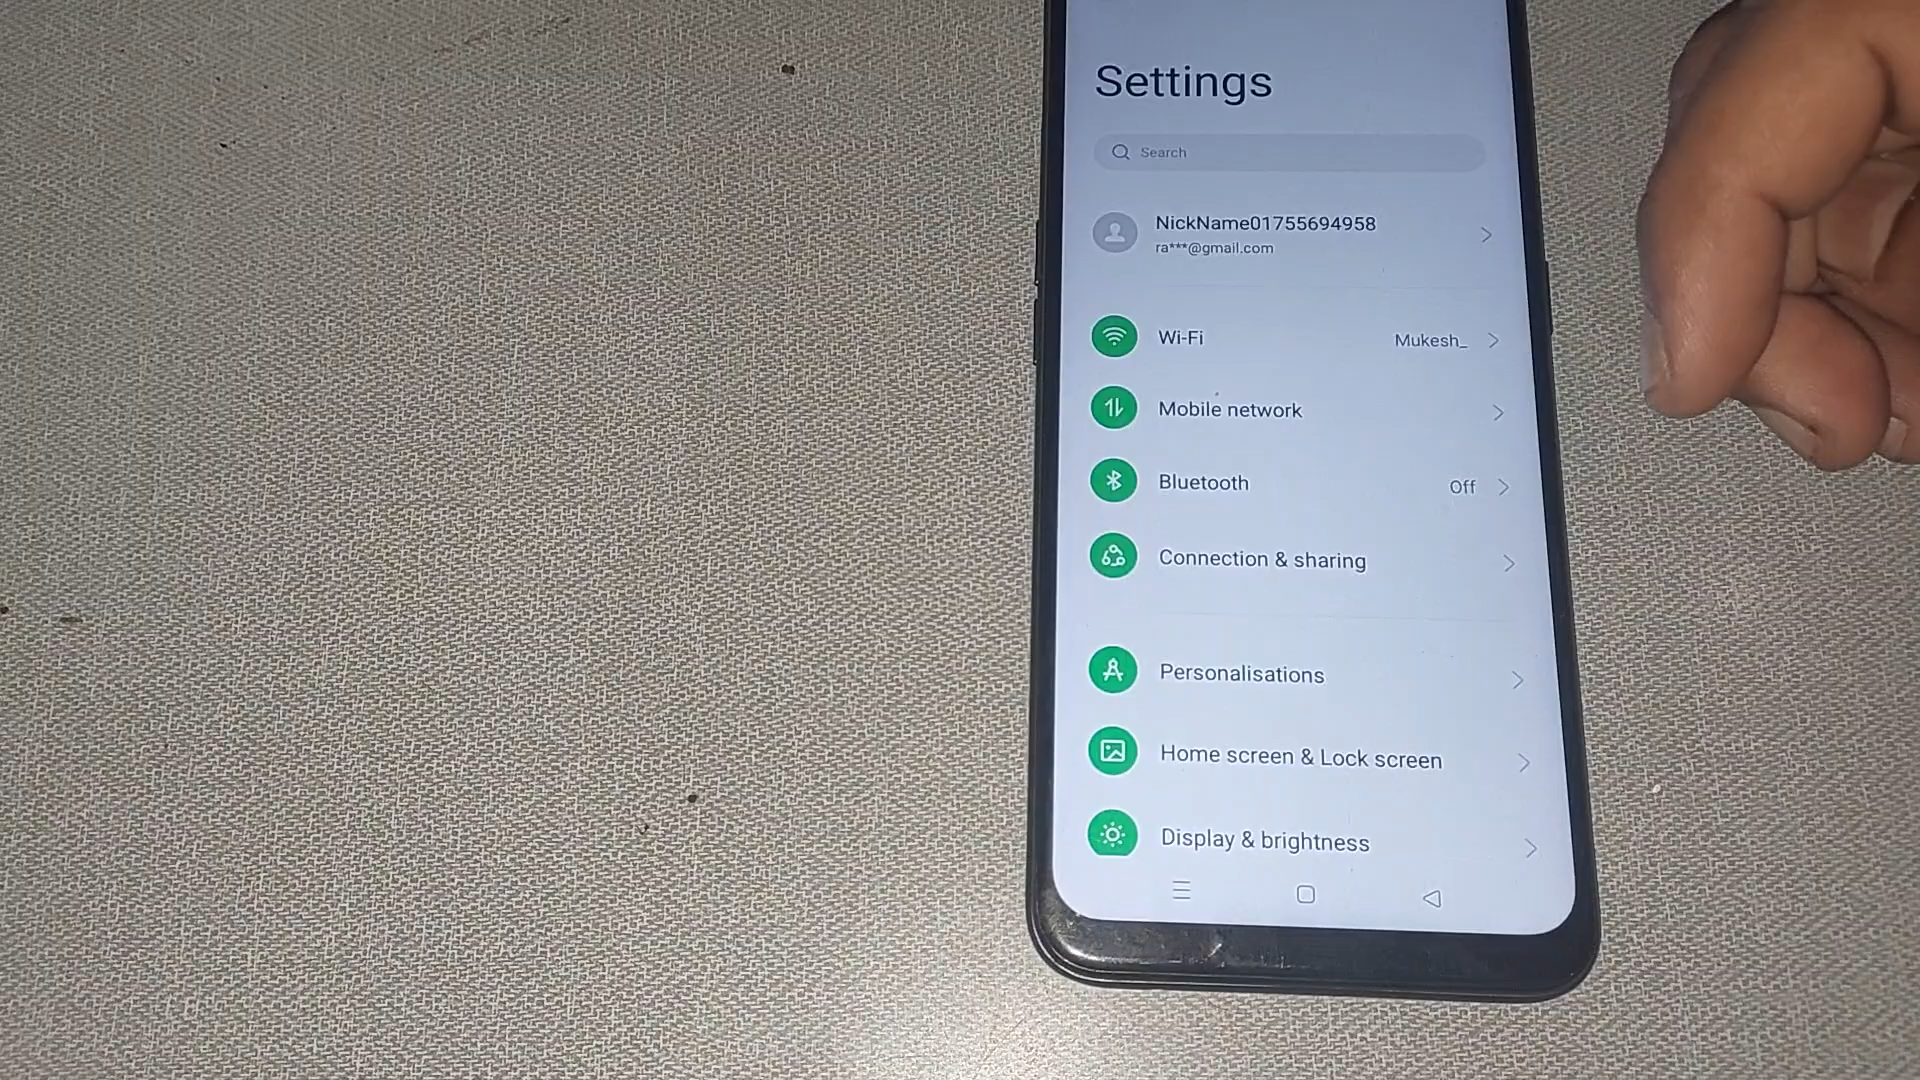 Settings
Search
NickName01755694958
ra***@gmail.com
Wi-Fi Mukesh_
Mobile network
Bluetooth Off
Connection & sharing
Personalisations
Home screen & Lock screen
Display & brightness